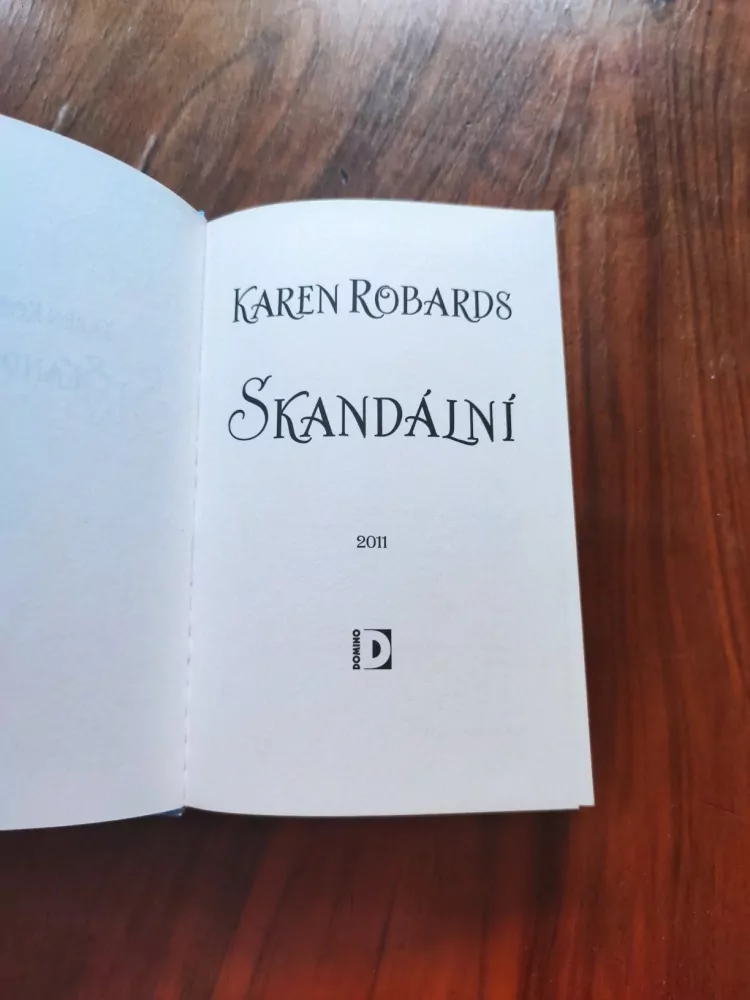 KAREN ROBARDS
SKANDÁLNÍ
2011
DOMINO
D